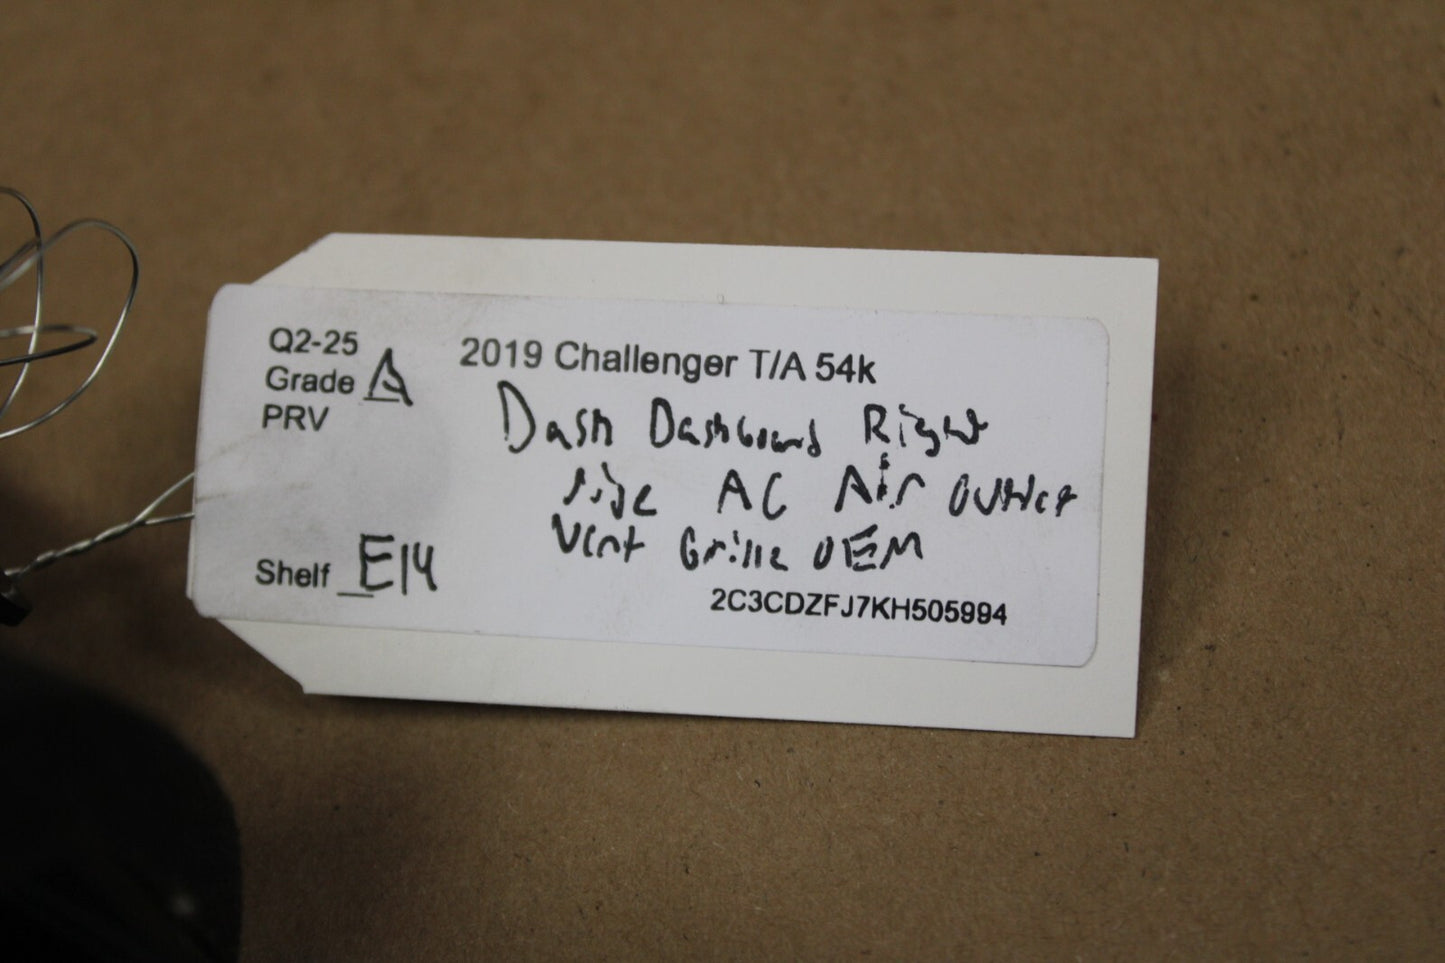 Q2-25
Grade A
PRV
2019 Challenger T/A 54k
Dash Dashboard Right
side AC Air Outlet
Vent Grille OEM
Shelf E14
2C3CDZFJ7KH505994